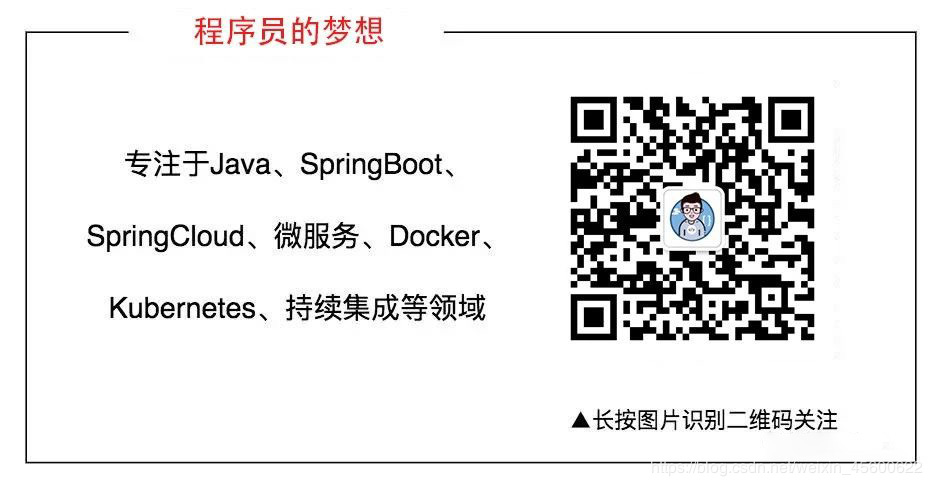 程序员的梦想
专注于Java、SpringBoot、
SpringCloud、微服务、Docker、
Kubernetes、持续集成等领域
▲长按图片识别二维码关注
https://blog.csdn.net/weixin_45600822